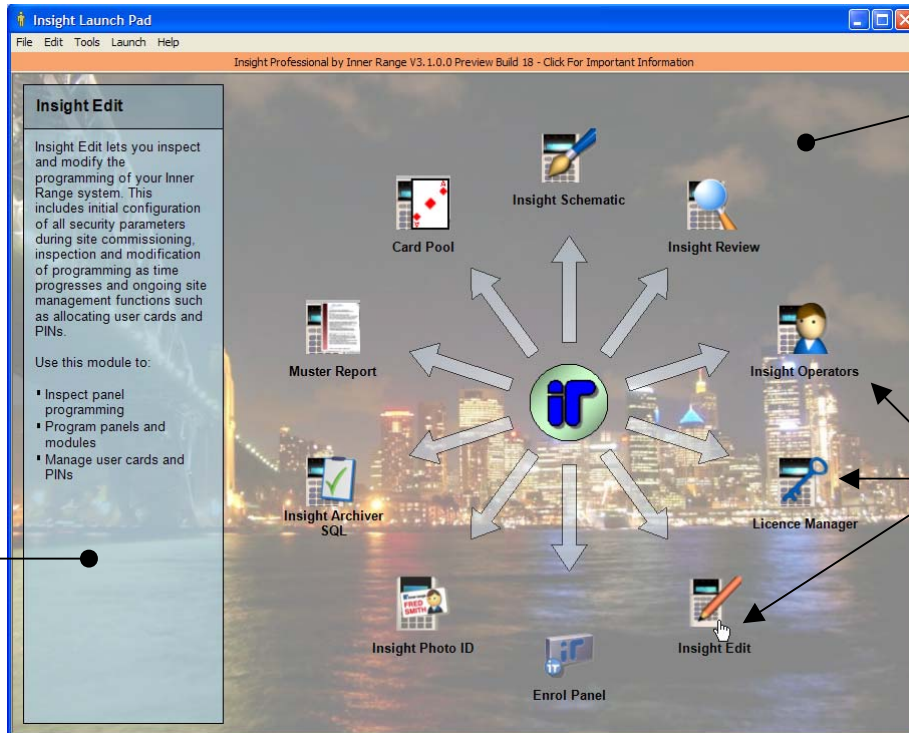 Insight Launch Pad
File Edit Tools Launch Help
Insight Professional by Inner Range V3.1.0.0 Preview Build 18 - Click For Important Information
Insight Edit
Insight Edit lets you inspect
and modify the
programming of your Inner
Range system. This
includes initial configuration
of all security parameters
during site commissioning,
inspection and modification
of programming as time
progresses and ongoing site
management functions such
as allocating user cards and
PINs.
Use this module to:
Inspect panel
programming
Program panels and
modules
Manage user cards and
PINs
Insight Schematic
Card Pool
Insight Review
Muster Report
Insight Operators
ir
Insight Archiver
SQL
Licence Manager
FRED
SMITH
Insight Photo ID
Insight Edit
ir
Enrol Panel